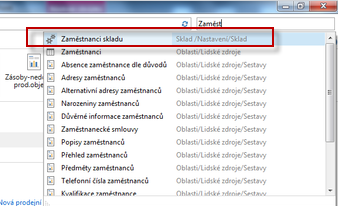 Zaměst
Zaměstnanci skladu Sklad /Nastavení/Sklad
Zaměstnanci Oblasti/Lidské zdroje
Absence zaměstnance dle důvodů Oblasti/Lidské zdroje/Sestavy
Adresy zaměstnanců Oblasti/Lidské zdroje/Sestavy
Alternativní adresy zaměstnanců Oblasti/Lidské zdroje/Sestavy
Narozeniny zaměstnanců Oblasti/Lidské zdroje/Sestavy
Důvěrné informace zaměstnanců Oblasti/Lidské zdroje/Sestavy
Zaměstnanecké smlouvy Oblasti/Lidské zdroje/Sestavy
Popisy zaměstnanců Oblasti/Lidské zdroje/Sestavy
Přehled zaměstnanců Oblasti/Lidské zdroje/Sestavy
Předměty zaměstnanců Oblasti/Lidské zdroje/Sestavy
Telefonní čísla zaměstnanců Oblasti/Lidské zdroje/Sestavy
Kvalifikace zaměstnance Oblasti/Lidské zdroje/Sestavy
Zásoby-nedo
prod.obje
Nová prodejní